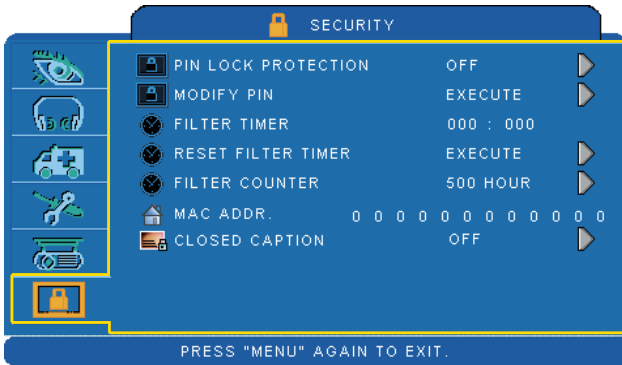 SECURITY
PIN LOCK PROTECTION OFF
MODIFY PIN EXECUTE
FILTER TIMER 000 : 000
RESET FILTER TIMER EXECUTE
FILTER COUNTER 500 HOUR
MAC ADDR. 0 0 0 0 0 0 0 0 0 0 0 0
CLOSED CAPTION OFF
PRESS "MENU" AGAIN TO EXIT.